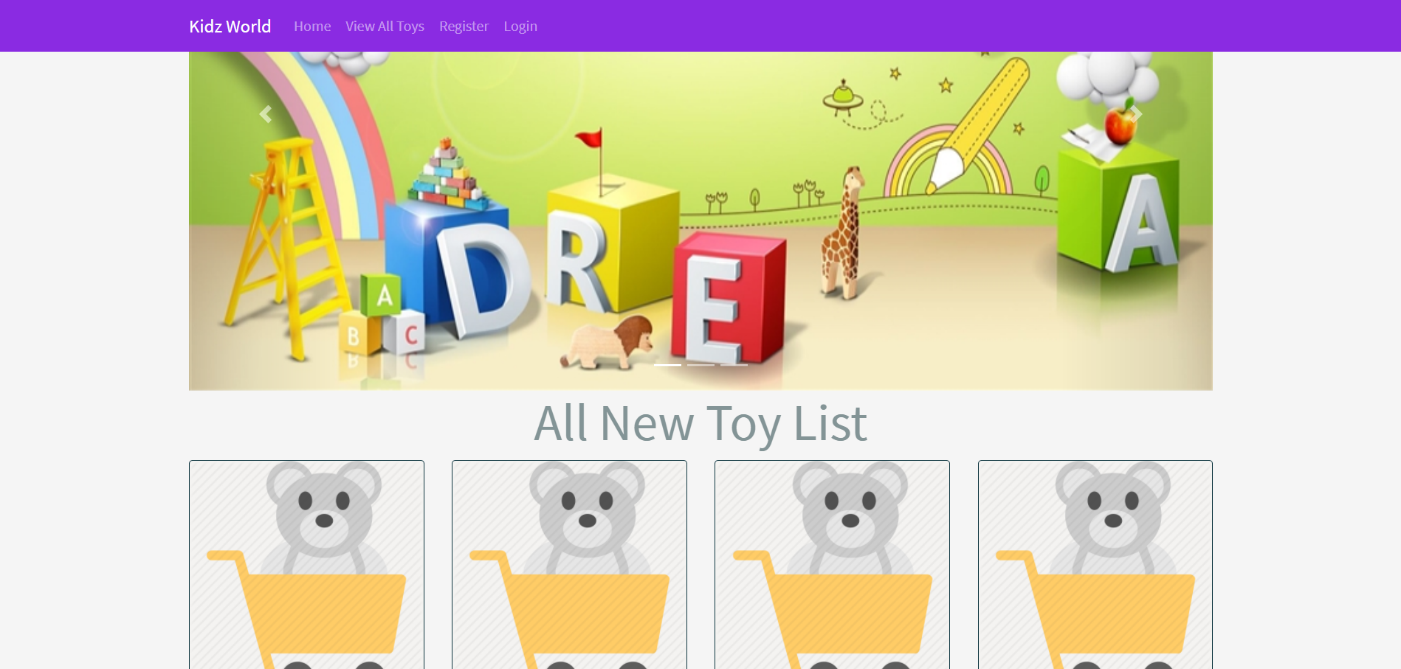 Kidz World Home View All Toys Register Login
D R E A
A
B C
All New Toy List